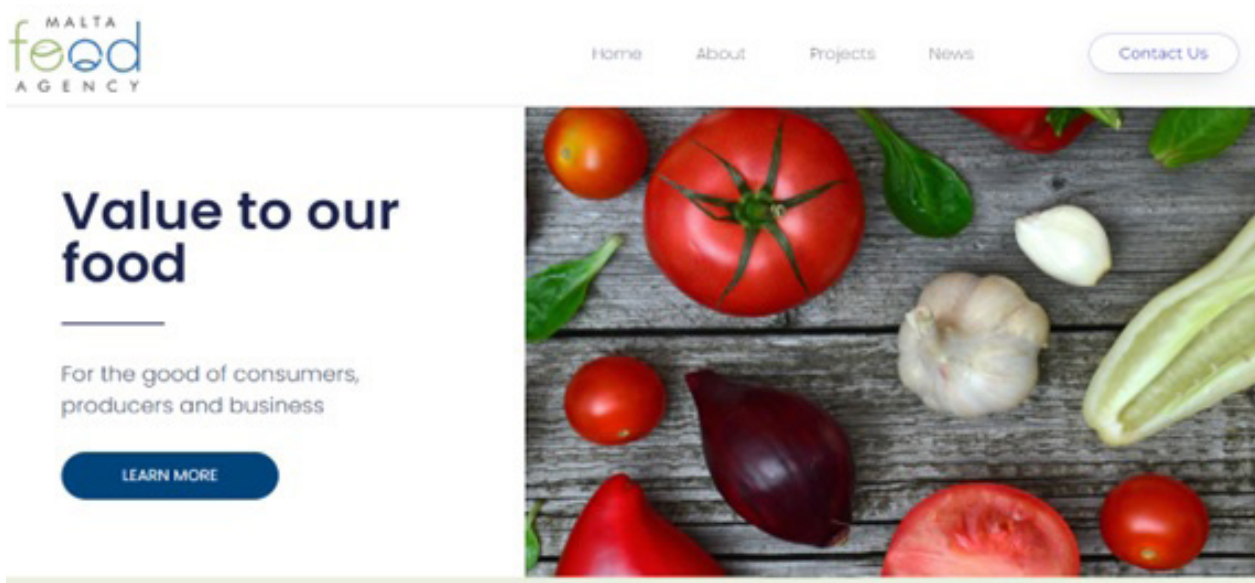 MALTA
food
AGENCY
Home About Projects News Contact Us
Value to our
food
For the good of consumers,
producers and business
LEARN MORE